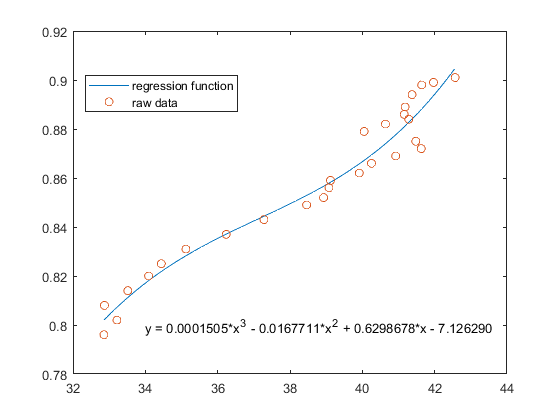 0.92
0.9
0.88
0.86
0.84
0.82
0.8
0.78
regression function
raw data
y = 0.0001505*x^3 - 0.0167711*x^2 + 0.6298678*x - 7.126290
32 34 36 38 40 42 44